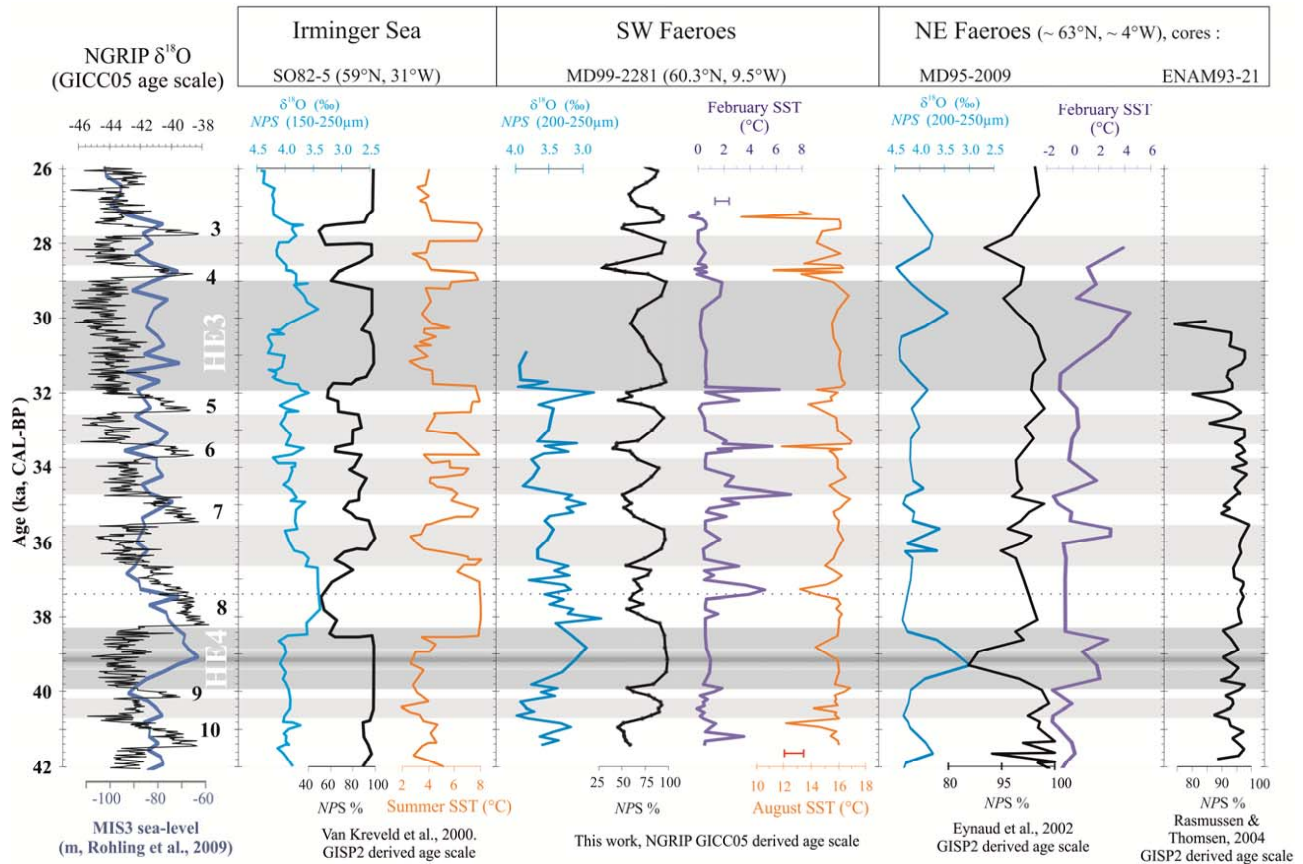 Irminger Sea
SW Faeroes
NE Faeroes (~ 63°N, ~ 4°W), cores :
NGRIP δ¹⁸O
(GICC05 age scale)
SO82-5 (59°N, 31°W)
MD99-2281 (60.3°N, 9.5°W)
MD95-2009
ENAM93-21
-46 -44 -42 -40 -38
δ¹⁸O (‰)
NPS (150-250µm)
4.5 4.0 3.5 3.0 2.5
δ¹⁸O (‰)
NPS (200-250µm)
4.0 3.5 3.0
February SST
(°C)
0 2 4 6 8
δ¹⁸O (‰)
NPS (200-250µm)
4.5 4.0 3.5 3.0 2.5
February SST
(°C)
-2 0 2 4 6
Age (ka, CAL-BP)
26
28
30
32
34
36
38
40
42
3
4
HE3
5
6
7
8
HE4
9
10
-100 -80 -60
MIS3 sea-level
(m, Rohling et al., 2009)
40 60 80 100
NPS %
2 4 6 8
Summer SST (°C)
Van Kreveld et al., 2000.
GISP2 derived age scale
25 50 75 100
NPS %
10 12 14 16 18
August SST (°C)
This work, NGRIP GICC05 derived age scale
80 95 100
NPS %
Eynaud et al., 2002
GISP2 derived age scale
80 90 100
NPS %
Rasmussen &
Thomsen, 2004
GISP2 derived age scale